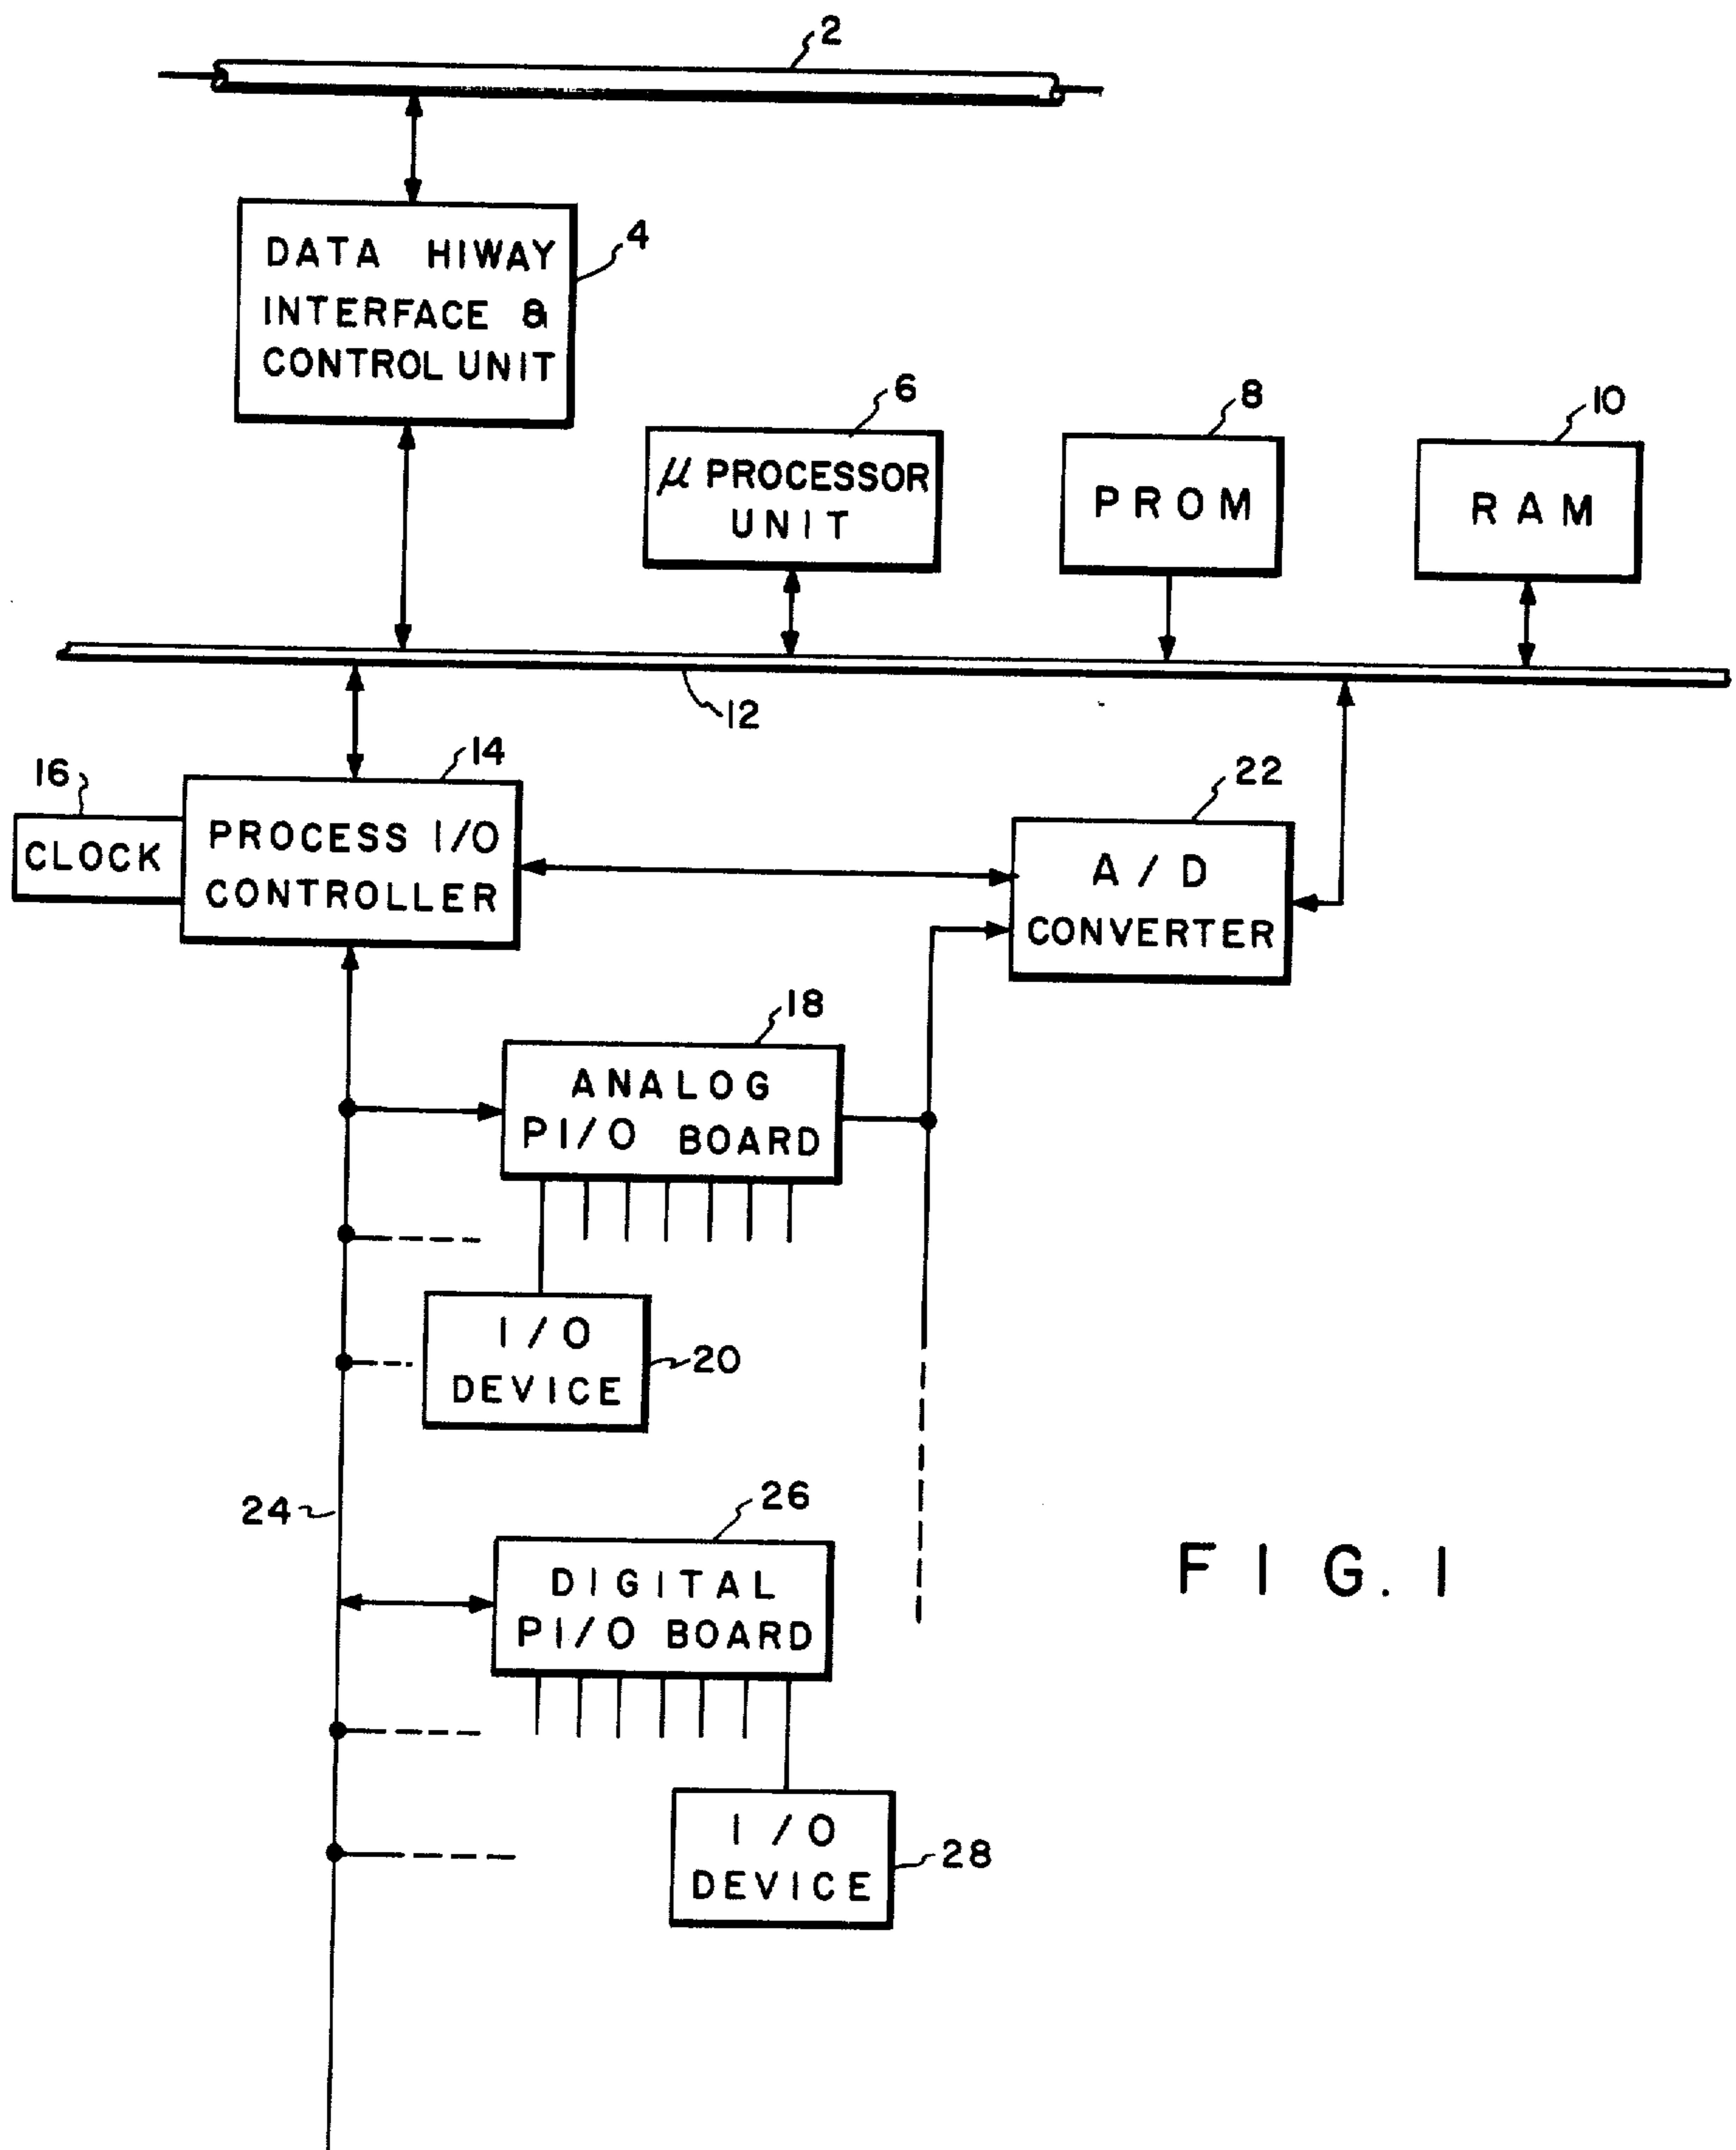 2
DATA HIWAY
INTERFACE &
CONTROL UNIT
4
6
μ PROCESSOR
UNIT
8
PROM
10
RAM
12
14
16
CLOCK
PROCESS I/O
CONTROLLER
22
A/D
CONVERTER
18
ANALOG
PI/O BOARD
I/O
DEVICE
20
24
26
DIGITAL
PI/O BOARD
FIG. 1
I/O
DEVICE
28